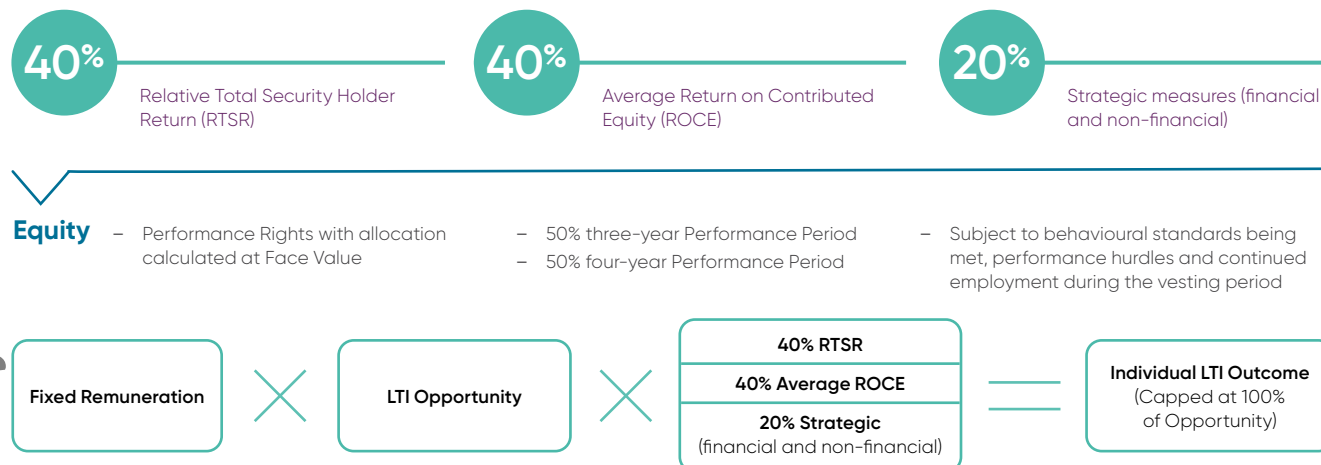 40%
Relative Total Security Holder
Return (RTSR)
40%
Average Return on Contributed
Equity (ROCE)
20%
Strategic measures (financial
and non-financial)
Equity
– Performance Rights with allocation
calculated at Face Value
– 50% three-year Performance Period
– 50% four-year Performance Period
– Subject to behavioural standards being
met, performance hurdles and continued
employment during the vesting period
Fixed Remuneration
LTI Opportunity
40% RTSR
40% Average ROCE
20% Strategic
(financial and non-financial)
Individual LTI Outcome
(Capped at 100%
of Opportunity)